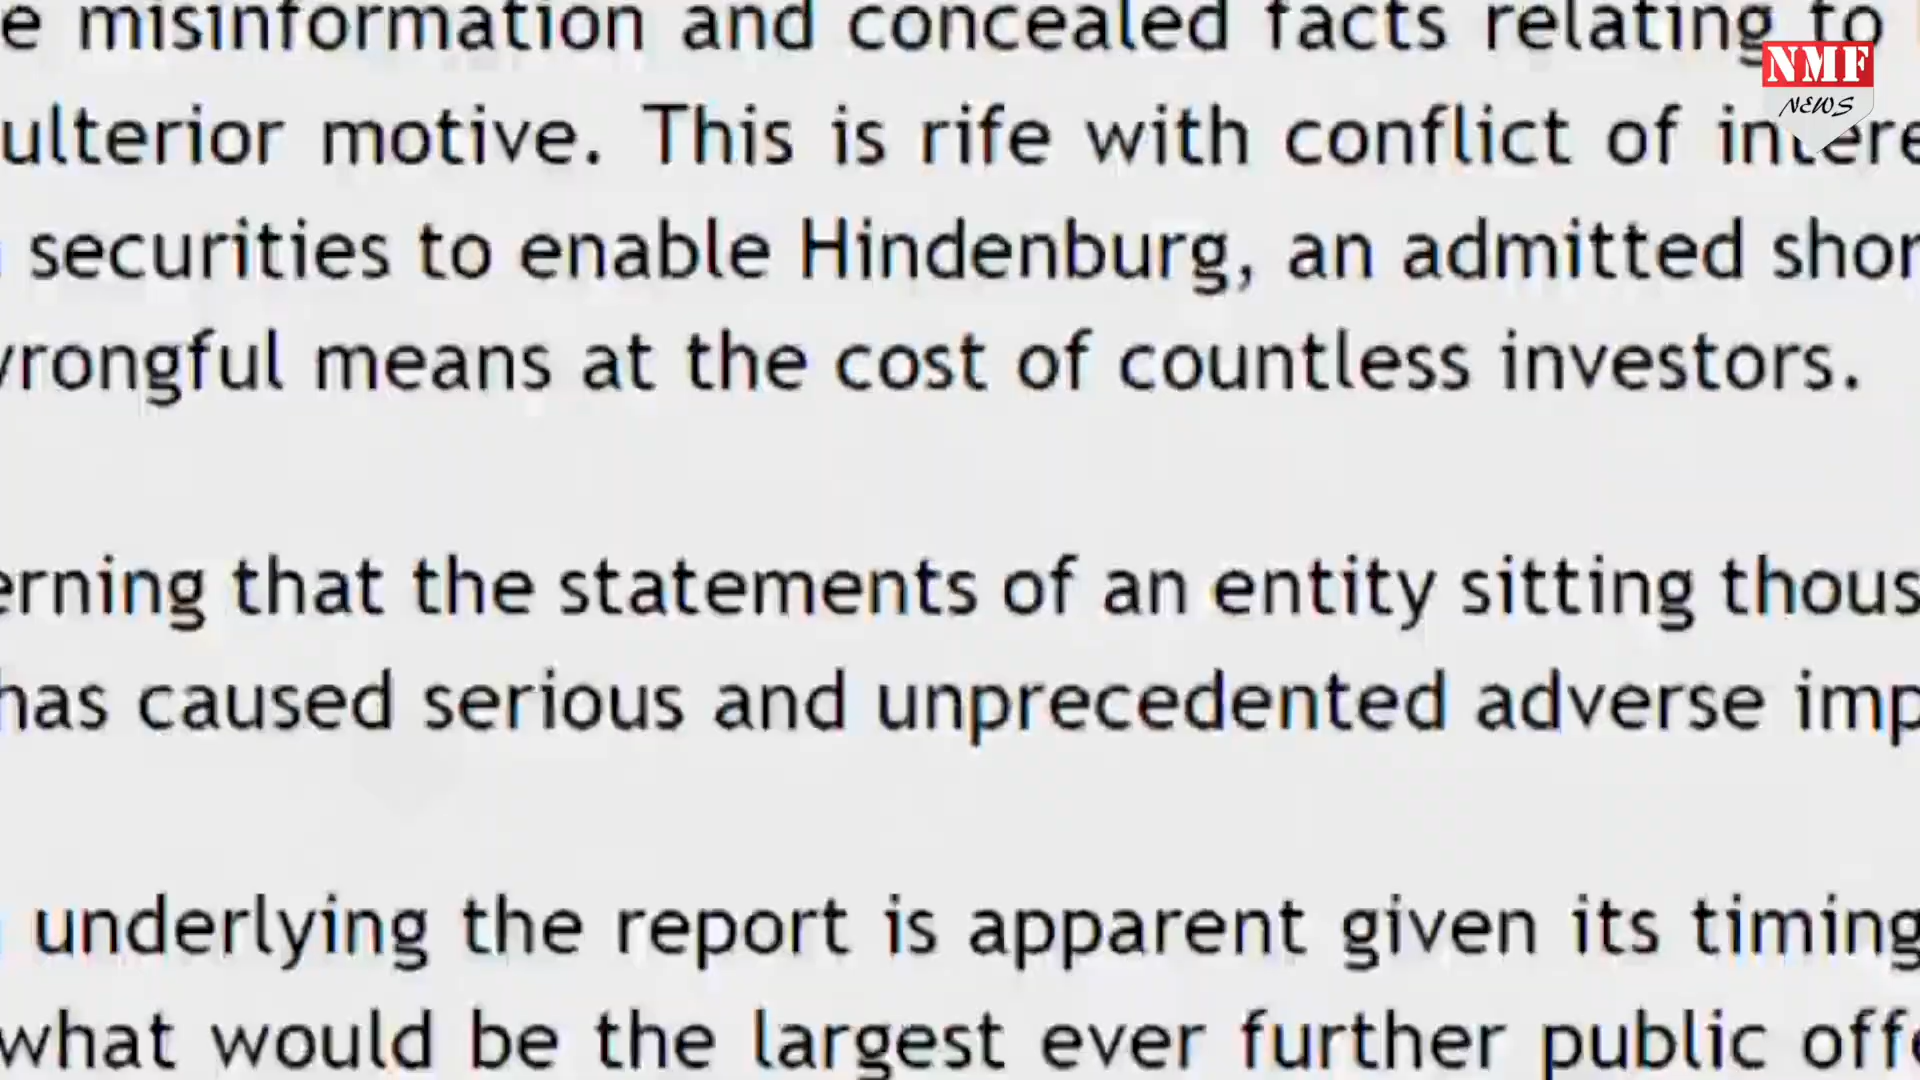 e misinformation and concealed facts relating to
ulterior motive. This is rife with conflict of intere
securities to enable Hindenburg, an admitted shor
wrongful means at the cost of countless investors.
erning that the statements of an entity sitting thous
has caused serious and unprecedented adverse imp
underlying the report is apparent given its timing
what would be the largest ever further public offe
NMF
NEWS